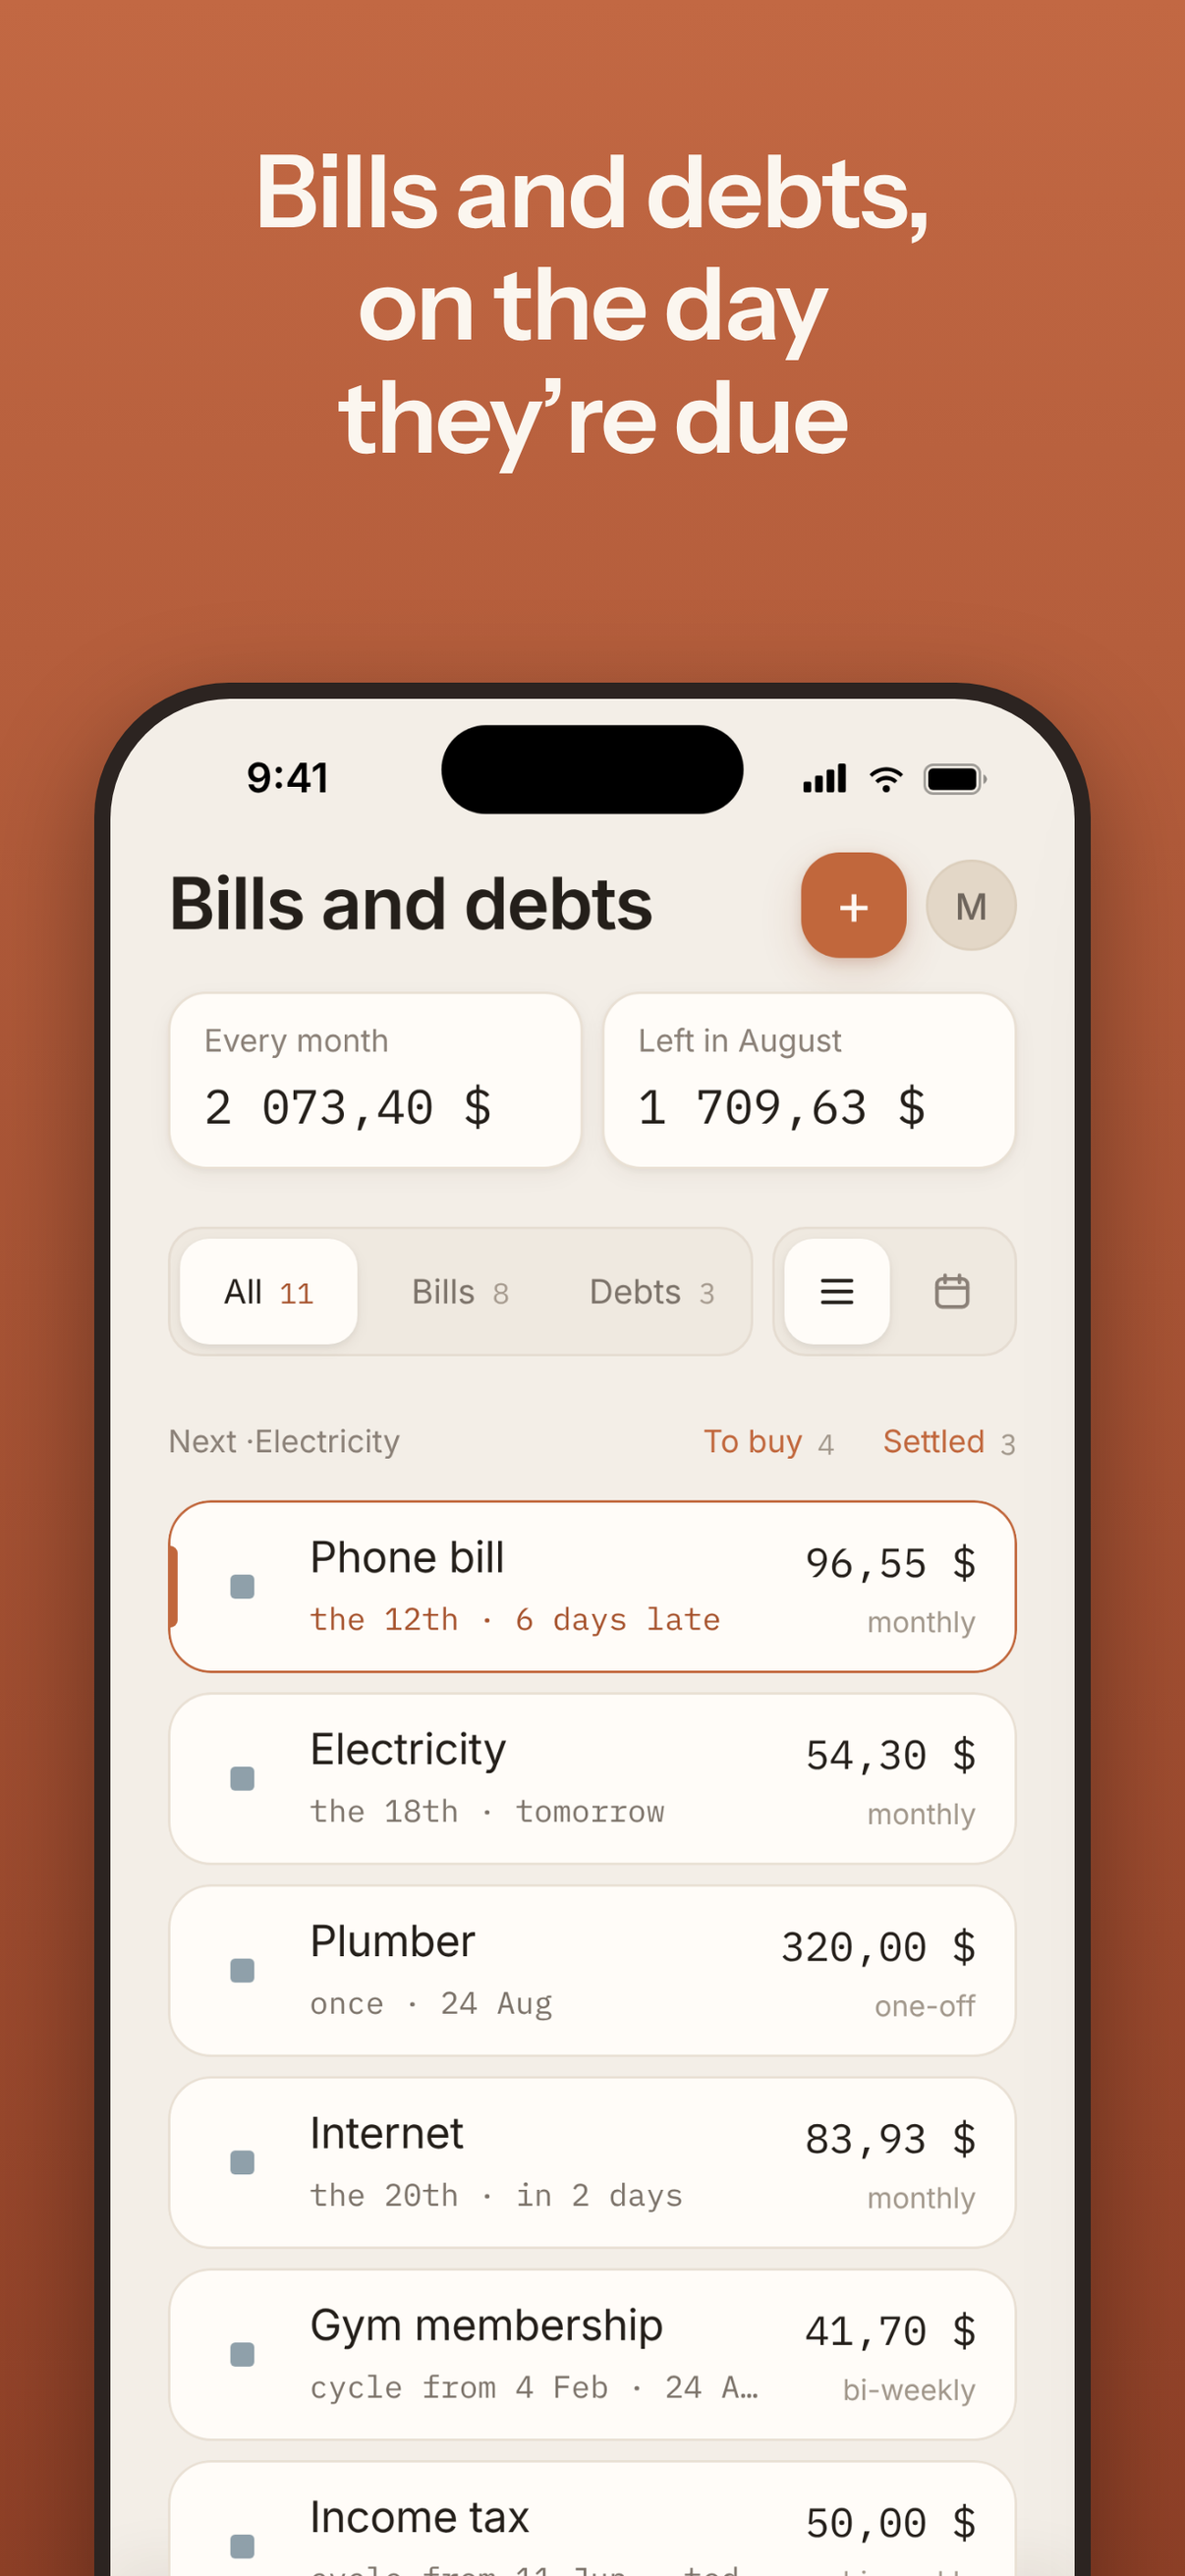 Bills and debts,
on the day
they’re due
9:41
Bills and debts
+
M
Every month
2 073,40 $
Left in August
1 709,63 $
All 11
Bills 8
Debts 3
Next ·Electricity
To buy 4
Settled 3
Phone bill
96,55 $
the 12th · 6 days late
monthly
Electricity
54,30 $
the 18th · tomorrow
monthly
Plumber
320,00 $
once · 24 Aug
one-off
Internet
83,93 $
the 20th · in 2 days
monthly
Gym membership
41,70 $
cycle from 4 Feb · 24 A…
bi-weekly
Income tax
50,00 $
cycle from 11 Jun